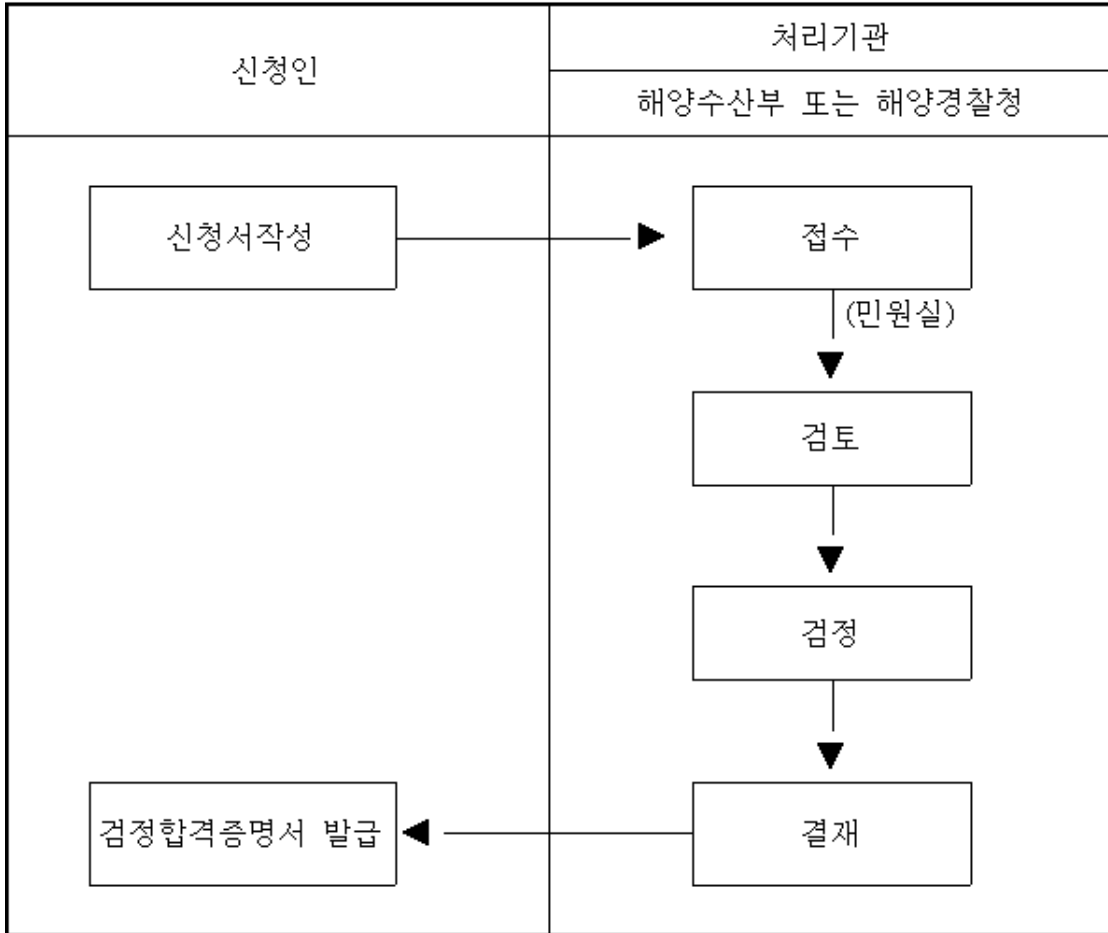 신청인
처리기관
해양수산부 또는 해양경찰청
신청서작성
접수
(민원실)
검토
검정
검정합격증명서 발급
결재